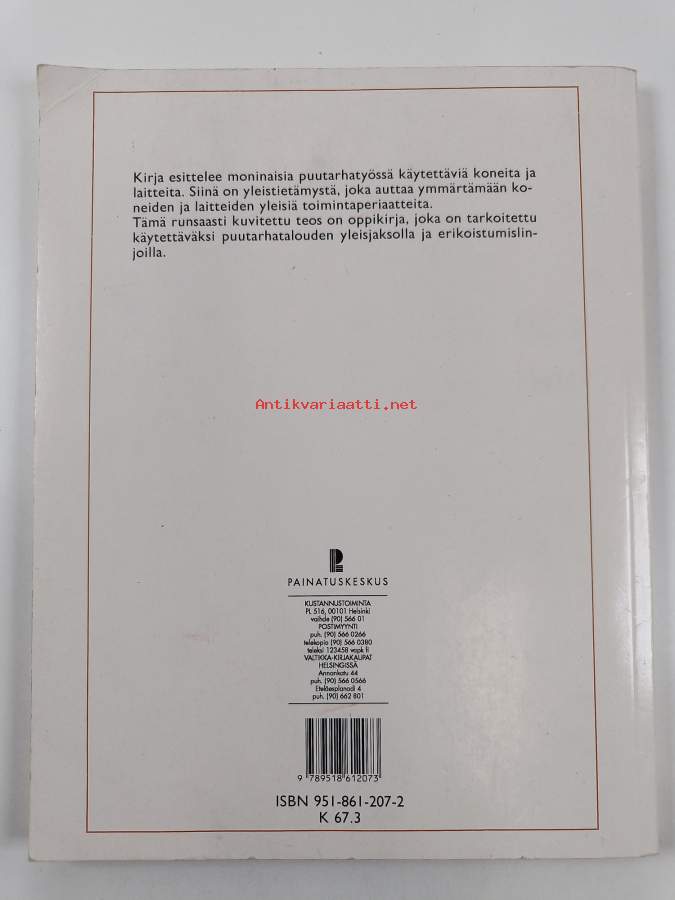 Kirja esittelee moninaisia puutarhatyössä käytettäviä koneita ja
laitteita. Siinä on yleistietämystä, joka auttaa ymmärtämään ko-
neiden ja laitteiden yleisiä toimintaperiaatteita.
Tämä runsaasti kuvitettu teos on oppikirja, joka on tarkoitettu
käytettäväksi puutarhatalouden yleisjaksolla ja erikoistumislin-
joilla.
Antikvariaatti.net
PAINATUSKESKUS
KUSTANNUSTOIMINTA
PL 516, 00101 Helsinki
vaihde (90) 566 01
POSTIMYYNTI
puh. (90) 566 0266
telekopio (90) 566 0380
teleksi 123458 vapk fi
VALTIKKA-KIRJAKAUPAT
HELSINGISSÄ
Annankatu 44
puh. (90) 566 0566
Eteläesplanadi 4
puh. (90) 662 801
9 789518 612073
ISBN 951-861-207-2
K 67.3